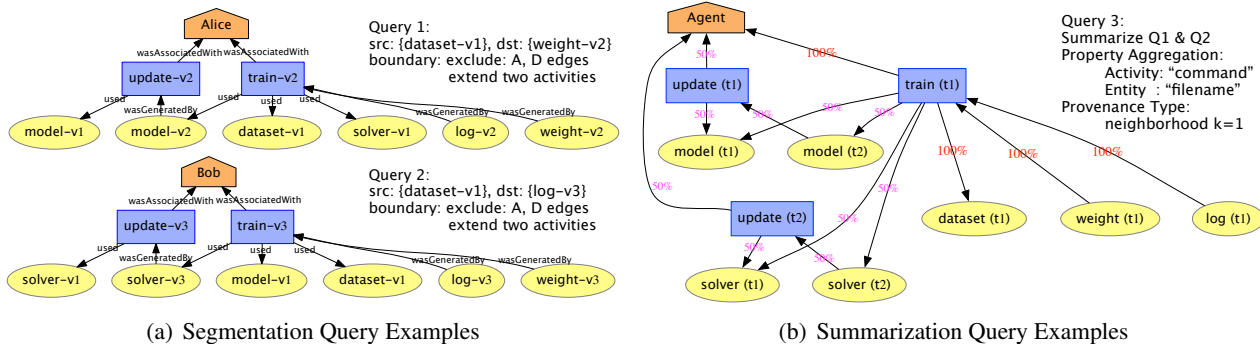 Alice
wasAssociatedWith
wasAssociatedWith
update-v2
train-v2
used
wasGeneratedBy
used
used
used
wasGeneratedBy
wasGeneratedBy
model-v1
model-v2
dataset-v1
solver-v1
log-v2
weight-v2
Query 1:
src: {dataset-v1}, dst: {weight-v2}
boundary: exclude: A, D edges
extend two activities
Bob
wasAssociatedWith
wasAssociatedWith
update-v3
train-v3
used
wasGeneratedBy
used
used
used
wasGeneratedBy
wasGeneratedBy
solver-v1
solver-v3
model-v1
dataset-v1
log-v3
weight-v3
Query 2:
src: {dataset-v1}, dst: {log-v3}
boundary: exclude: A, D edges
extend two activities
(a) Segmentation Query Examples
Agent
50%
100%
update (t1)
train (t1)
50%
50%
50%
50%
model (t1)
model (t2)
100%
100%
100%
50%
50%
50%
update (t2)
dataset (t1)
weight (t1)
log (t1)
50%
50%
solver (t1)
solver (t2)
Query 3:
Summarize Q1 & Q2
Property Aggregation:
Activity: “command”
Entity : “filename”
Provenance Type:
neighborhood k=1
(b) Summarization Query Examples